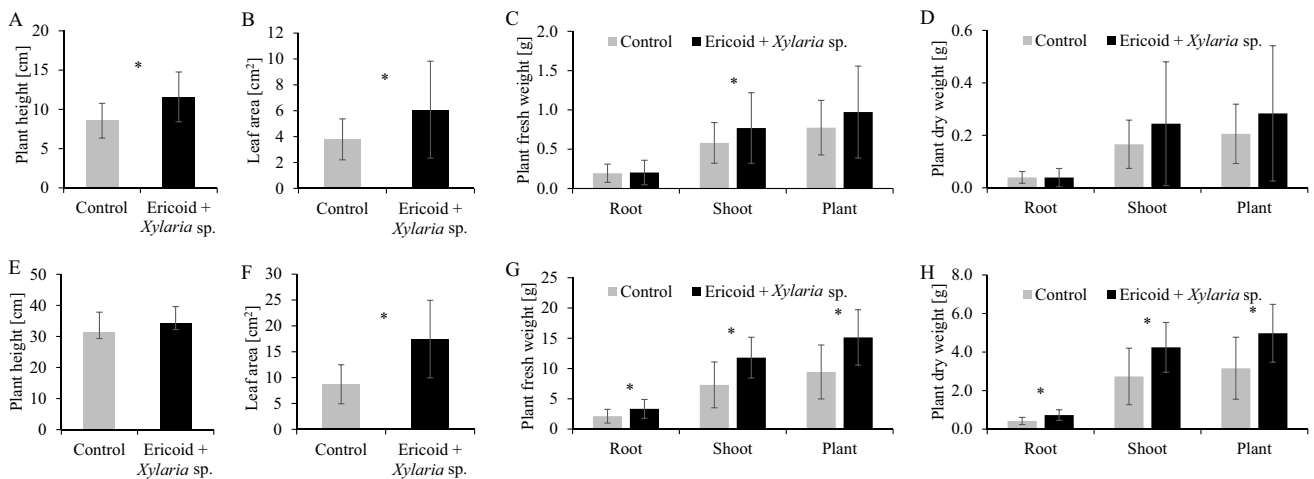 A
Plant height [cm]
20
15
10
5
0
*
Control
Ericoid +
Xylaria sp.
B
Leaf area [cm²]
12
10
8
6
4
2
0
*
Control
Ericoid +
Xylaria sp.
C
Plant fresh weight [g]
2.0
1.5
1.0
0.5
0.0
Control
Ericoid + Xylaria sp.
*
Root
Shoot
Plant
D
Plant dry weight [g]
0.6
0.4
0.2
0.0
Control
Ericoid + Xylaria sp.
Root
Shoot
Plant
E
Plant height [cm]
50
40
30
20
10
0
Control
Ericoid +
Xylaria sp.
F
Leaf area [cm²]
30
25
20
15
10
5
0
*
Control
Ericoid +
Xylaria sp.
G
Plant fresh weight [g]
25
20
15
10
5
0
Control
Ericoid + Xylaria sp.
*
*
*
Root
Shoot
Plant
H
Plant dry weight [g]
8.0
6.0
4.0
2.0
0.0
Control
Ericoid + Xylaria sp.
*
*
*
Root
Shoot
Plant